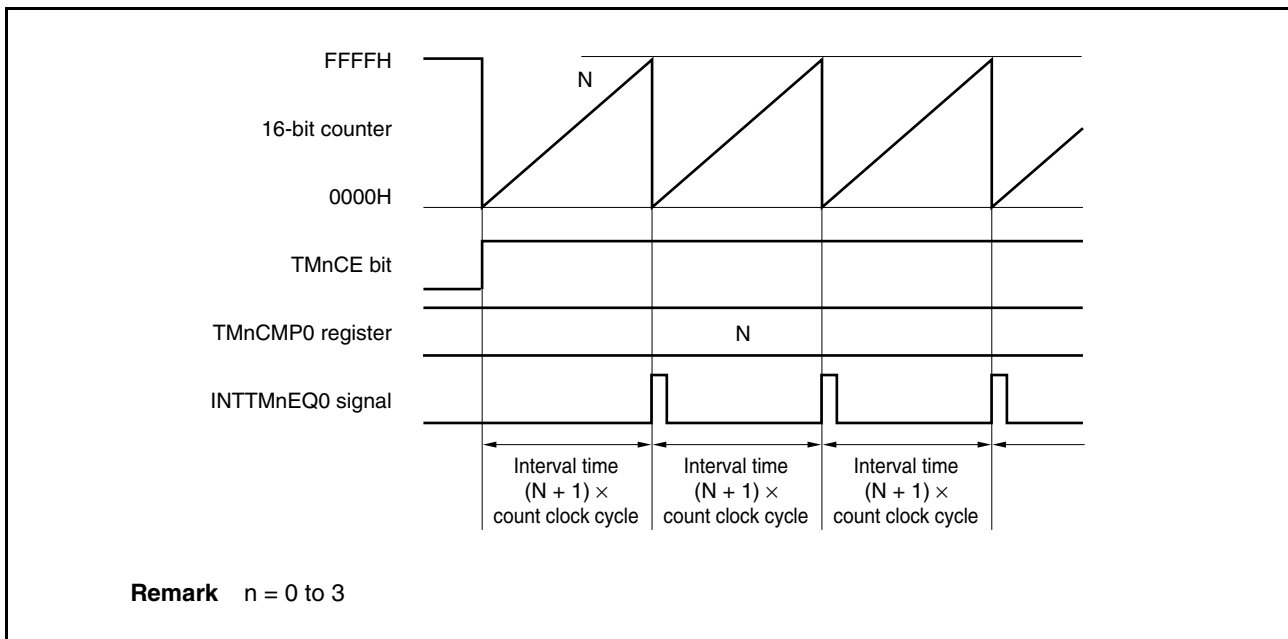 FFFFH
N
16-bit counter
0000H
TMnCE bit
TMnCMP0 register
N
INTTMnEQ0 signal
Interval time
(N + 1) ×
count clock cycle
Interval time
(N + 1) ×
count clock cycle
Interval time
(N + 1) ×
count clock cycle
Remark n = 0 to 3